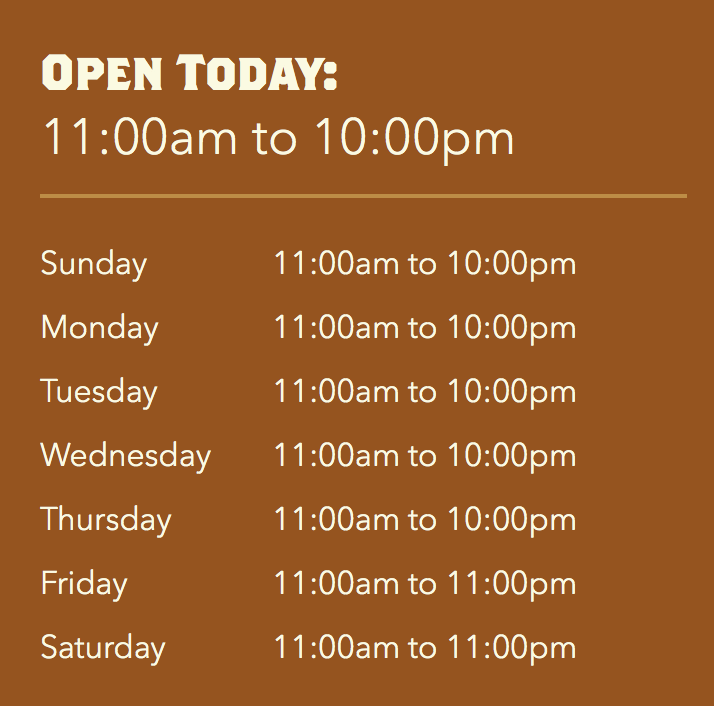 Open Today:
11:00am to 10:00pm
Sunday 11:00am to 10:00pm
Monday 11:00am to 10:00pm
Tuesday 11:00am to 10:00pm
Wednesday 11:00am to 10:00pm
Thursday 11:00am to 10:00pm
Friday 11:00am to 11:00pm
Saturday 11:00am to 11:00pm